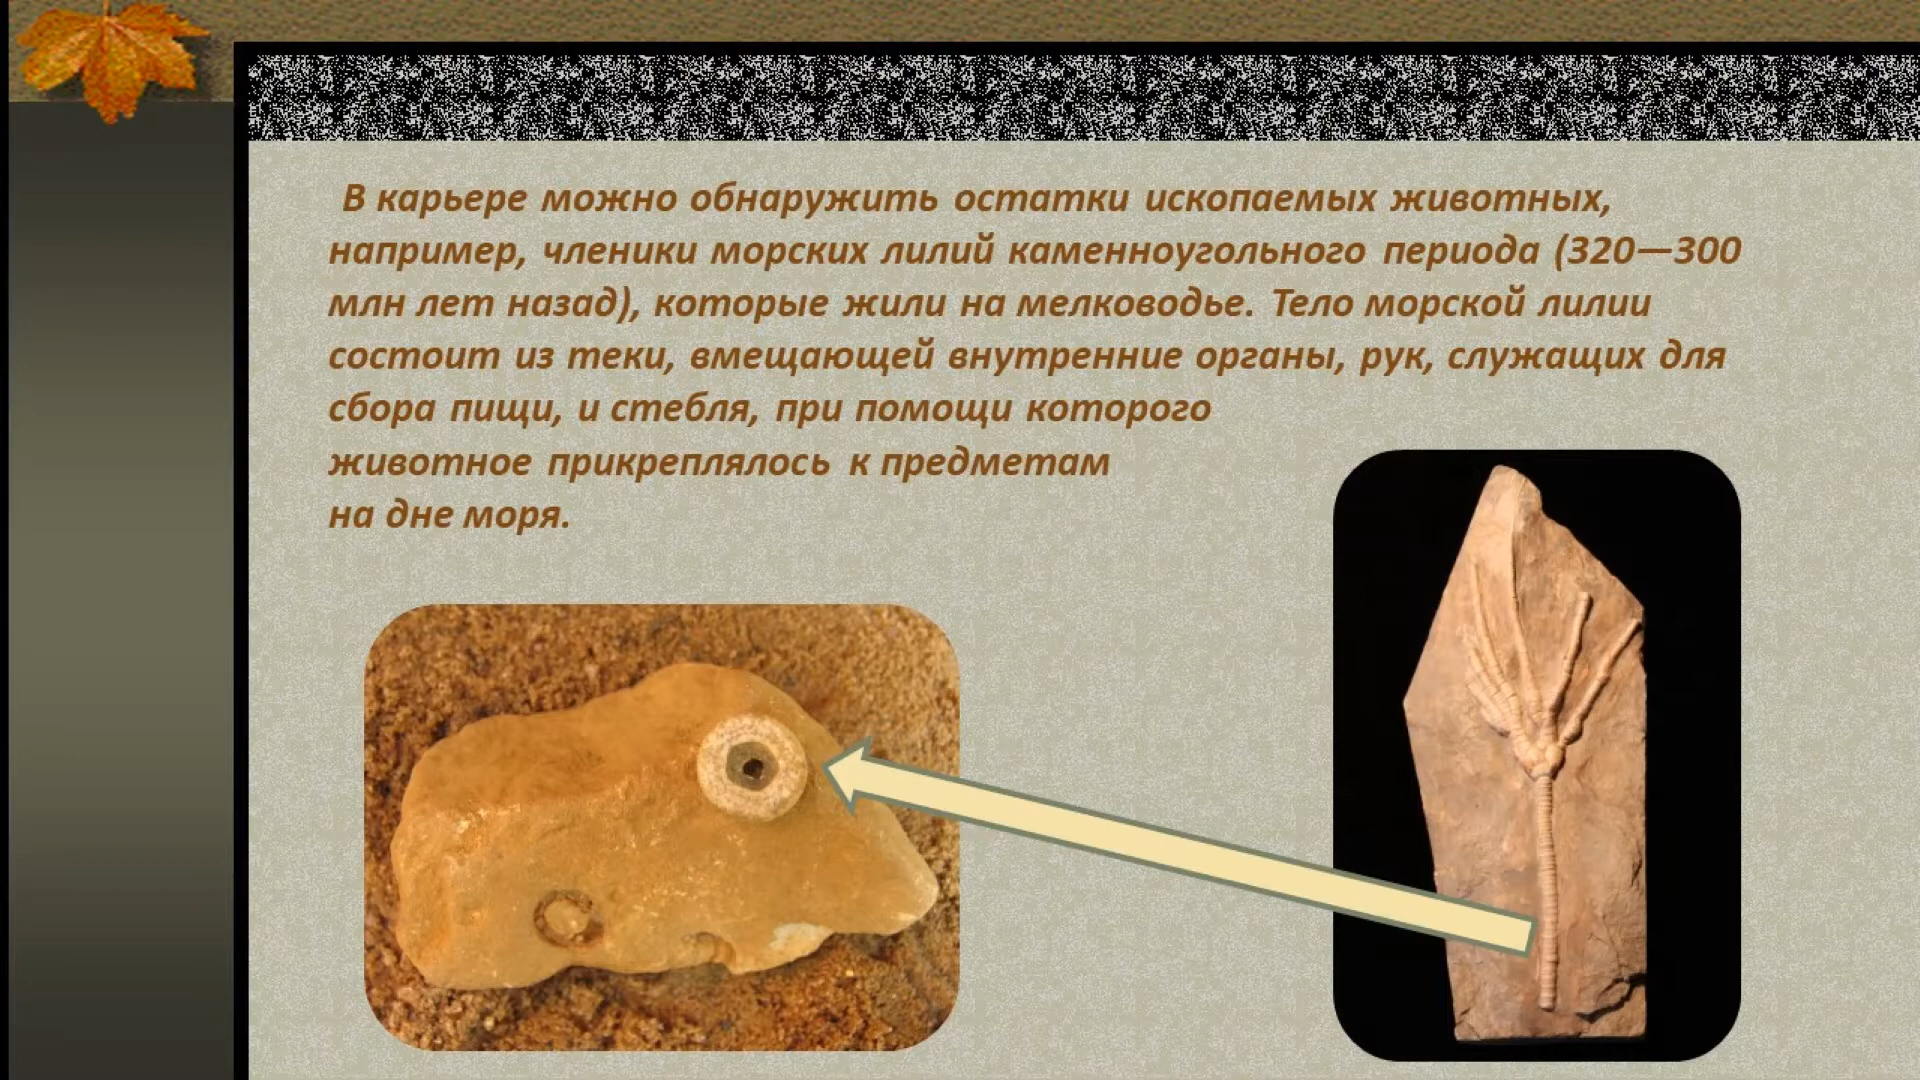 В карьере можно обнаружить остатки ископаемых животных,
например, членики морских лилий каменноугольного периода (320—300
млн лет назад), которые жили на мелководье. Тело морской лилии
состоит из теки, вмещающей внутренние органы, рук, служащих для
сбора пищи, и стебля, при помощи которого
животное прикреплялось к предметам
на дне моря.